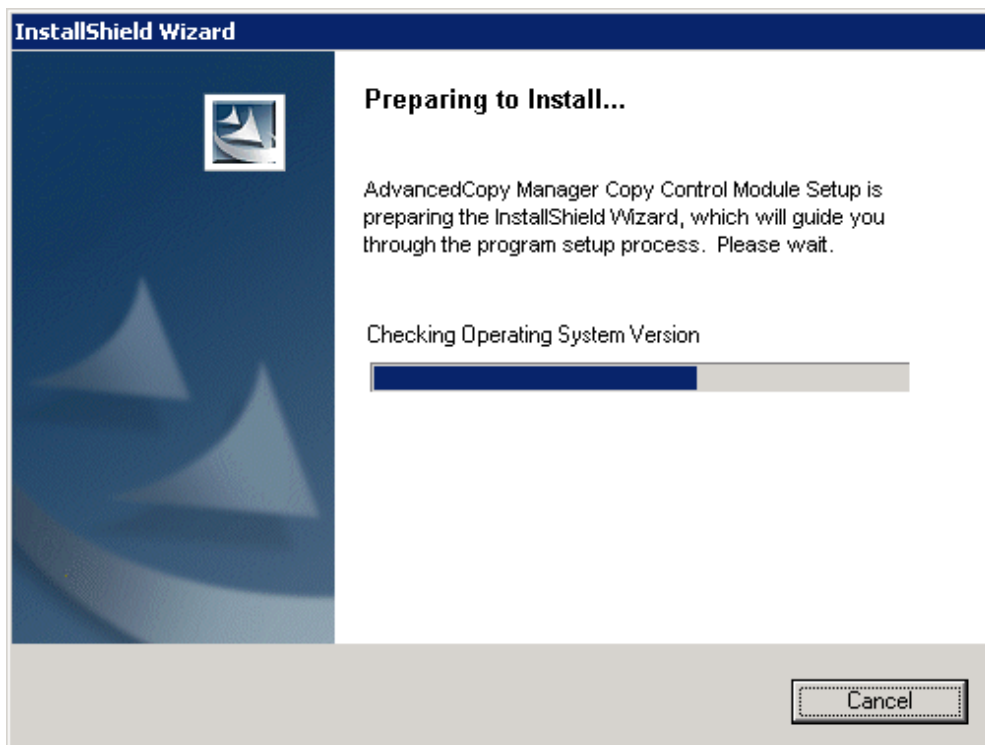 InstallShield Wizard
Preparing to Install...
AdvancedCopy Manager Copy Control Module Setup is
preparing the InstallShield Wizard, which will guide you
through the program setup process.  Please wait.
Checking Operating System Version
Cancel